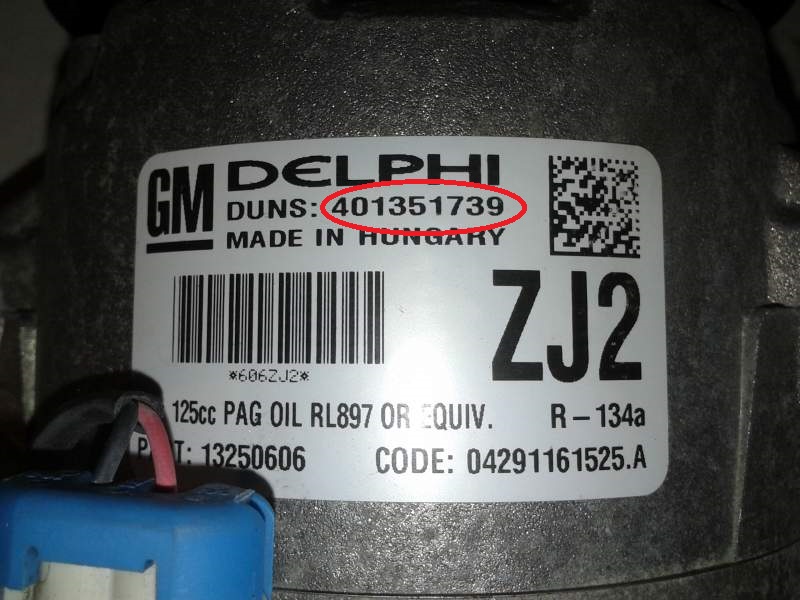 GM DELPHI
DUNS: 401351739
MADE IN HUNGARY
ZJ2
*606ZJ2*
125cc PAG OIL RL897 OR EQUIV. R-134a
13250606 CODE: 04291161525.A